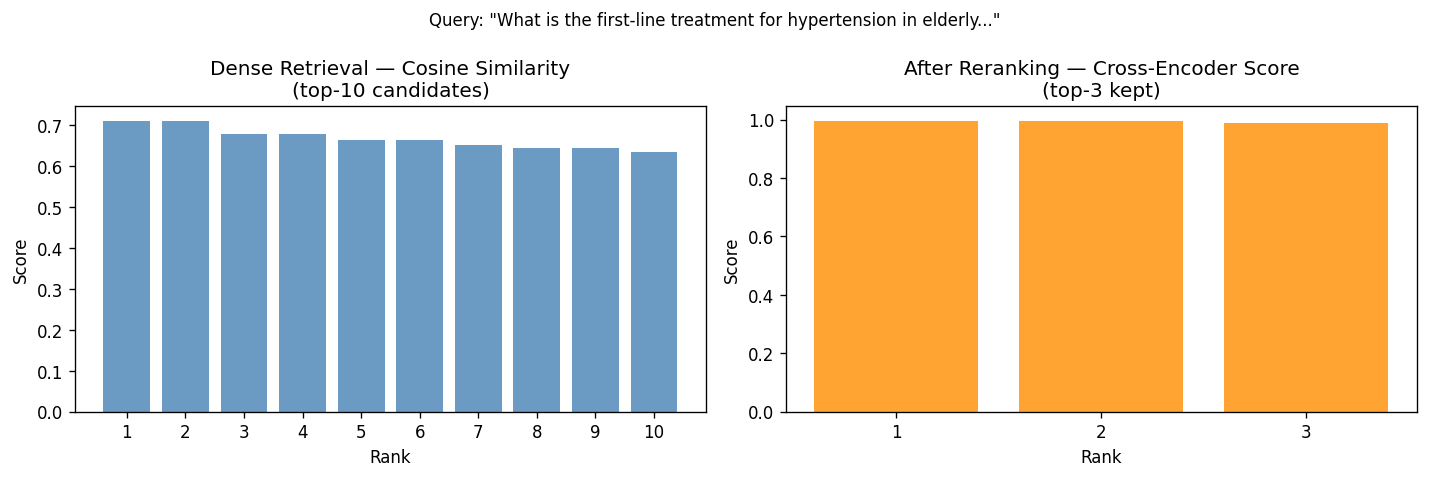 Query: "What is the first-line treatment for hypertension in elderly..."
Dense Retrieval — Cosine Similarity
(top-10 candidates)
0.7
0.6
0.5
0.4
0.3
0.2
0.1
0.0
Score
1 2 3 4 5 6 7 8 9 10
Rank
After Reranking — Cross-Encoder Score
(top-3 kept)
1.0
0.8
0.6
0.4
0.2
0.0
Score
1 2 3
Rank